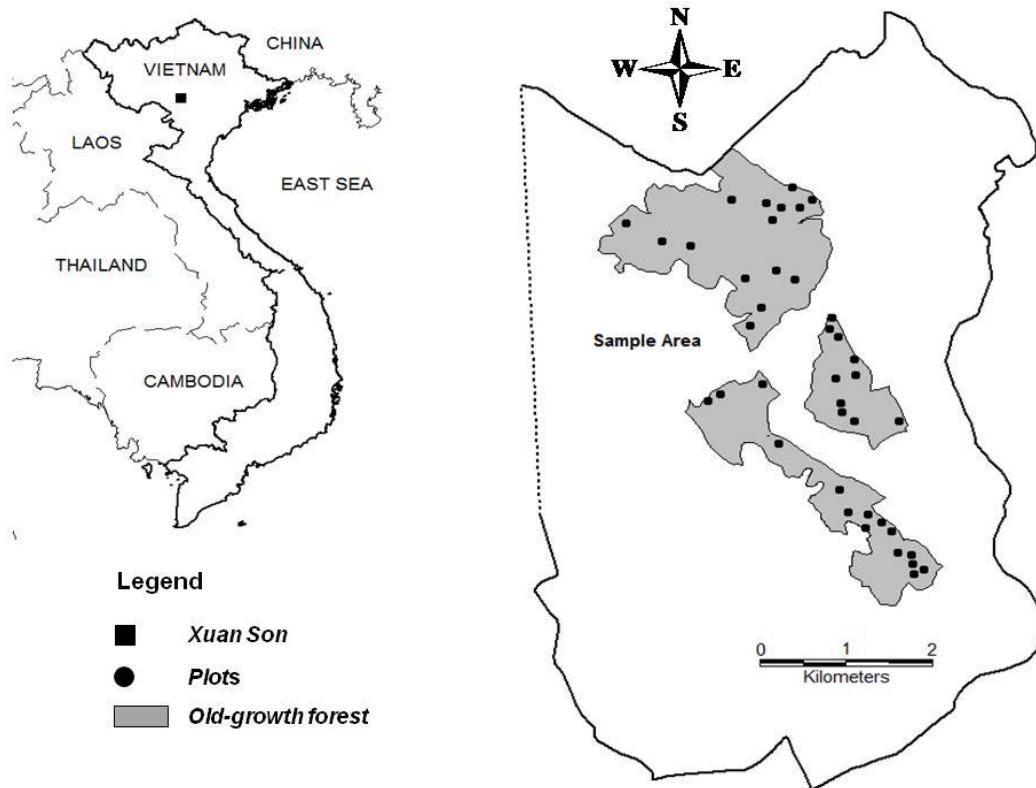 CHINA
VIETNAM
LAOS
EAST SEA
THAILAND
CAMBODIA
Legend
Xuan Son
Plots
Old-growth forest
N
W E
S
Sample Area
0 1 2
Kilometers